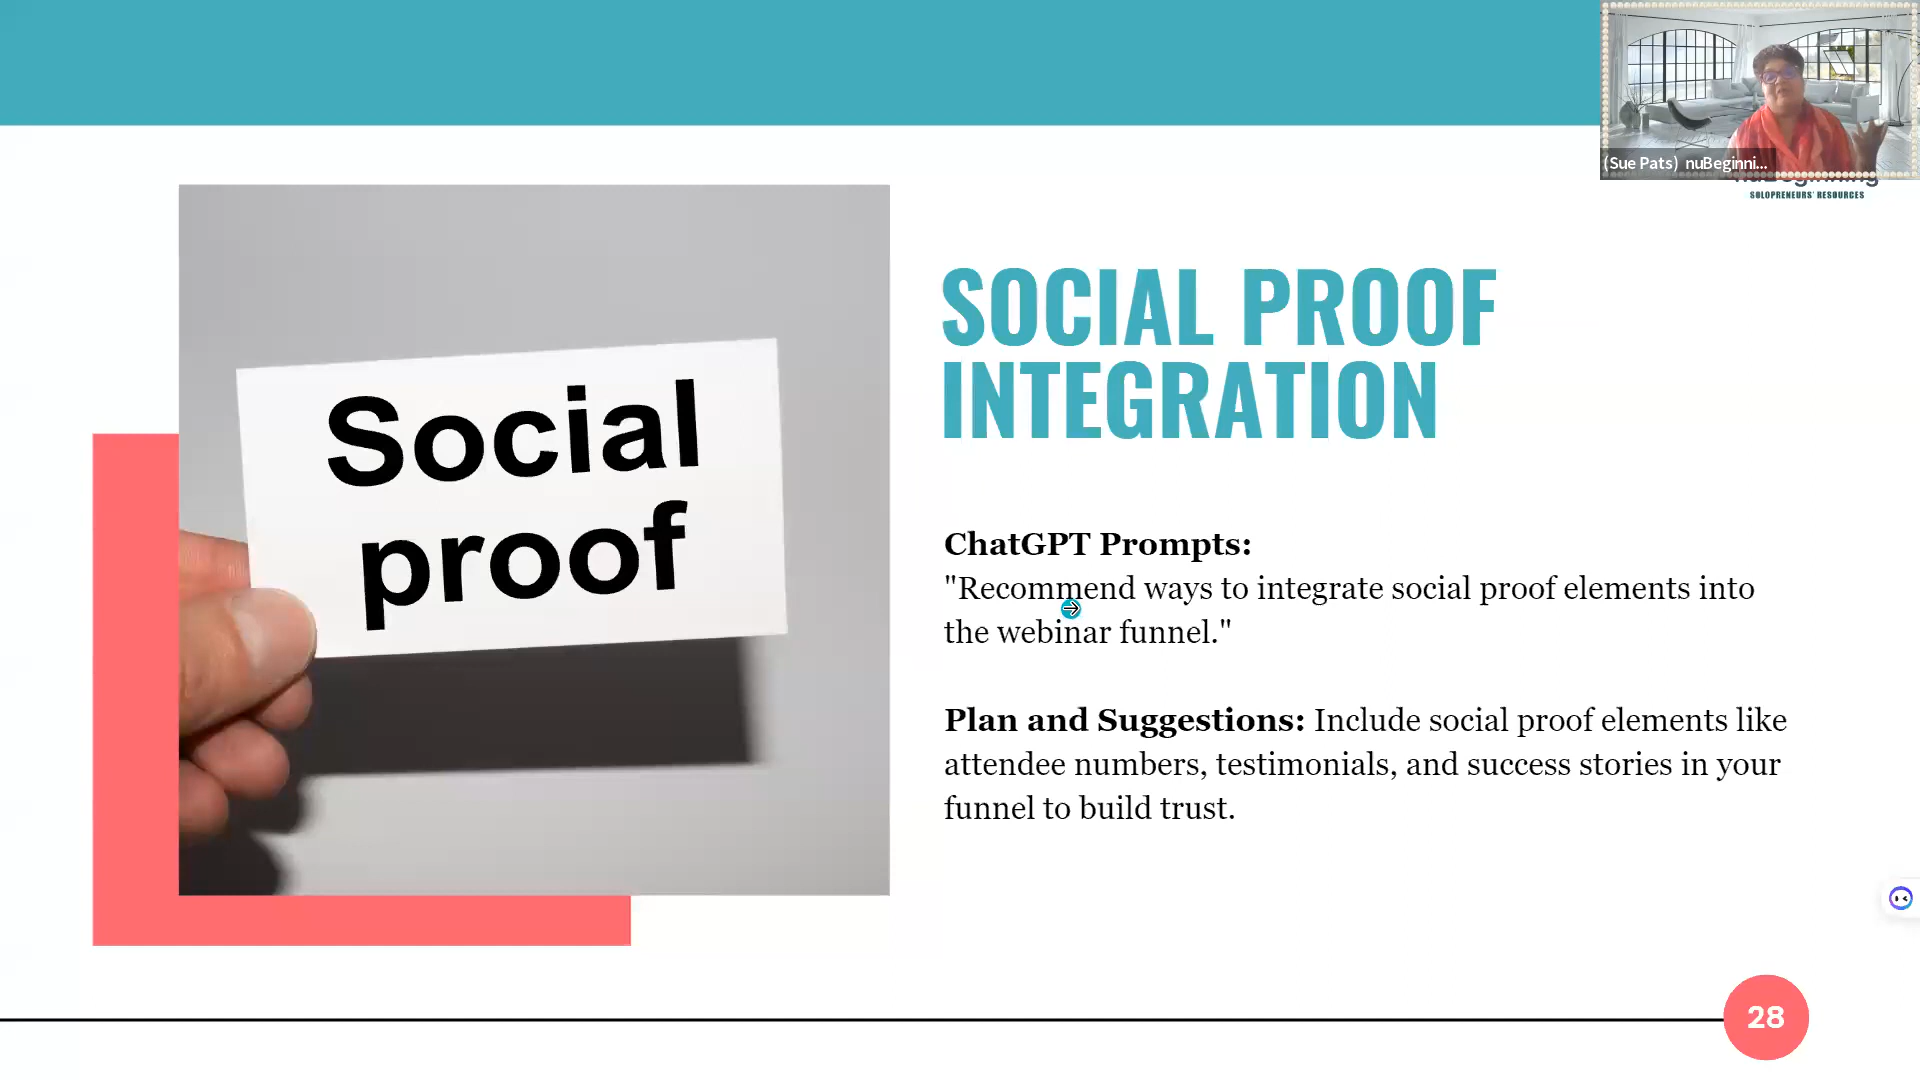 (Sue Pats) nuBeginni...
SOLOPRENEURS' RESOURCES
Social
proof
SOCIAL PROOF
INTEGRATION
ChatGPT Prompts:
"Recommend ways to integrate social proof elements into
the webinar funnel."
Plan and Suggestions: Include social proof elements like
attendee numbers, testimonials, and success stories in your
funnel to build trust.
28